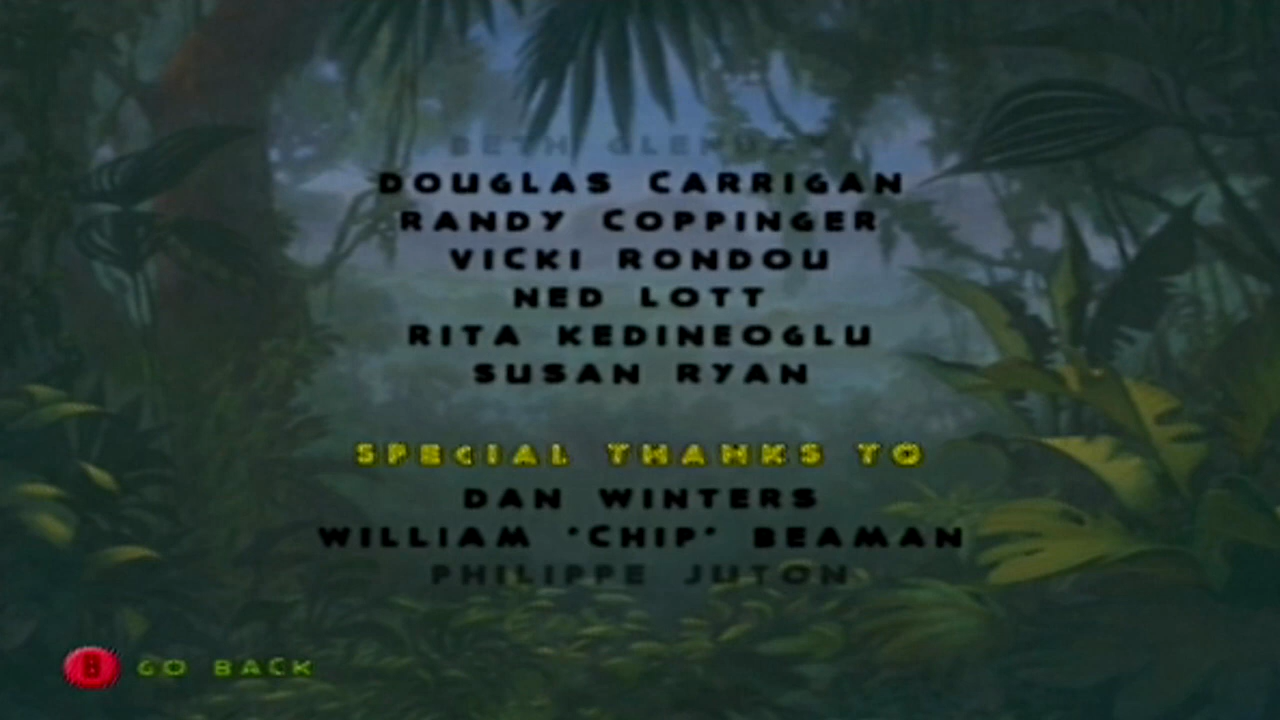 BETH
DOUGLAS CARRIGAN
RANDY COPPINGER
VICKI RONDOU
NED LOTT
RITA KEDINEOGLU
SUSAN RYAN
SPECIAL THANKS TO
DAN WINTERS
WILLIAM "CHIP" BEAMAN
PHILIPPE JUTON
B GO BACK